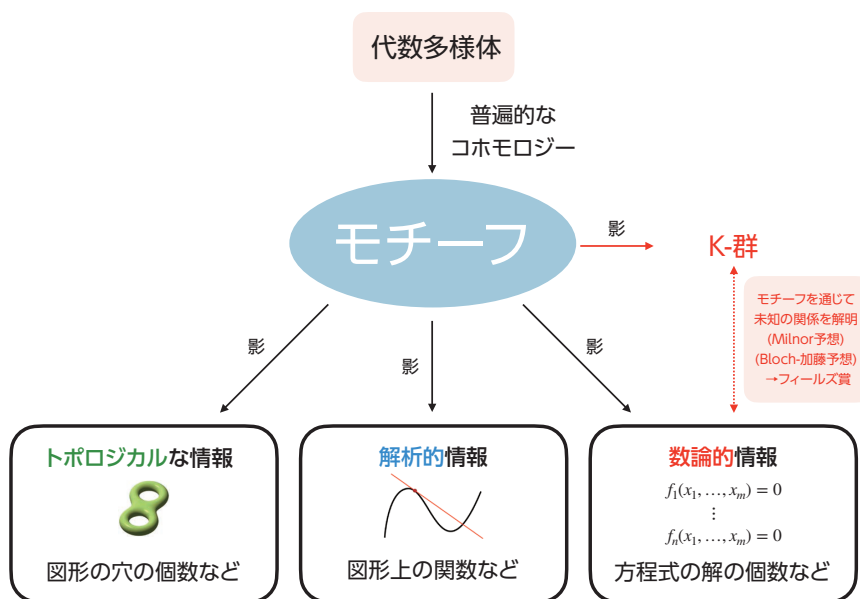 代数多様体
普遍的な
コホモロジー
モチーフ
影
K-群
モチーフを通じて
未知の関係を解明
(Milnor予想)
(Bloch-加藤予想)
→フィールズ賞
影
影
影
トポロジカルな情報
図形の穴の個数など
解析的情報
図形上の関数など
数論的情報
f₁(x₁, …, xₘ) = 0
⋮
fₙ(x₁, …, xₘ) = 0
方程式の解の個数など